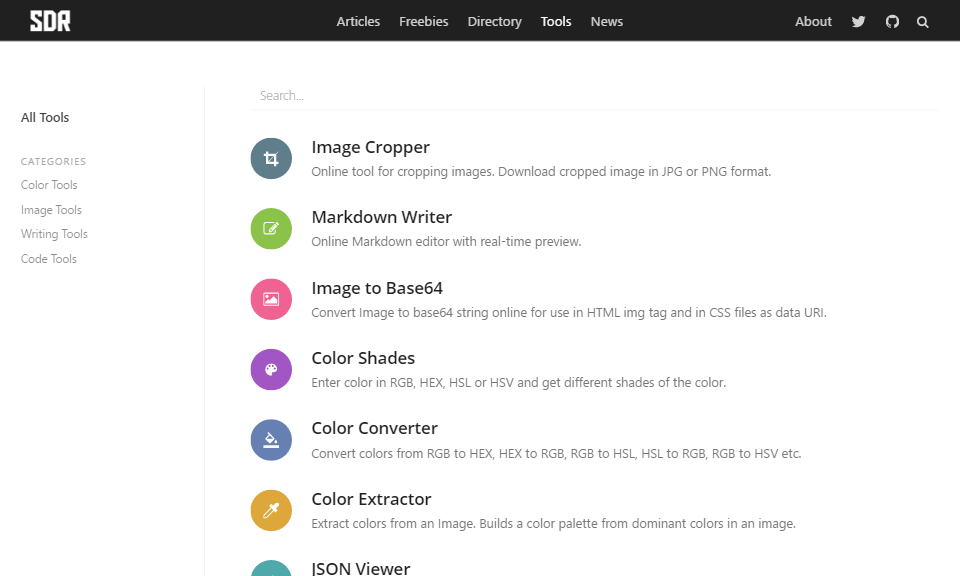 SDR
Articles Freebies Directory Tools News About
All Tools
CATEGORIES
Color Tools
Image Tools
Writing Tools
Code Tools
Search...
Image Cropper
Online tool for cropping images. Download cropped image in JPG or PNG format.
Markdown Writer
Online Markdown editor with real-time preview.
Image to Base64
Convert Image to base64 string online for use in HTML img tag and in CSS files as data URI.
Color Shades
Enter color in RGB, HEX, HSL or HSV and get different shades of the color.
Color Converter
Convert colors from RGB to HEX, HEX to RGB, RGB to HSL, HSL to RGB, RGB to HSV etc.
Color Extractor
Extract colors from an Image. Builds a color palette from dominant colors in an image.
JSON Viewer